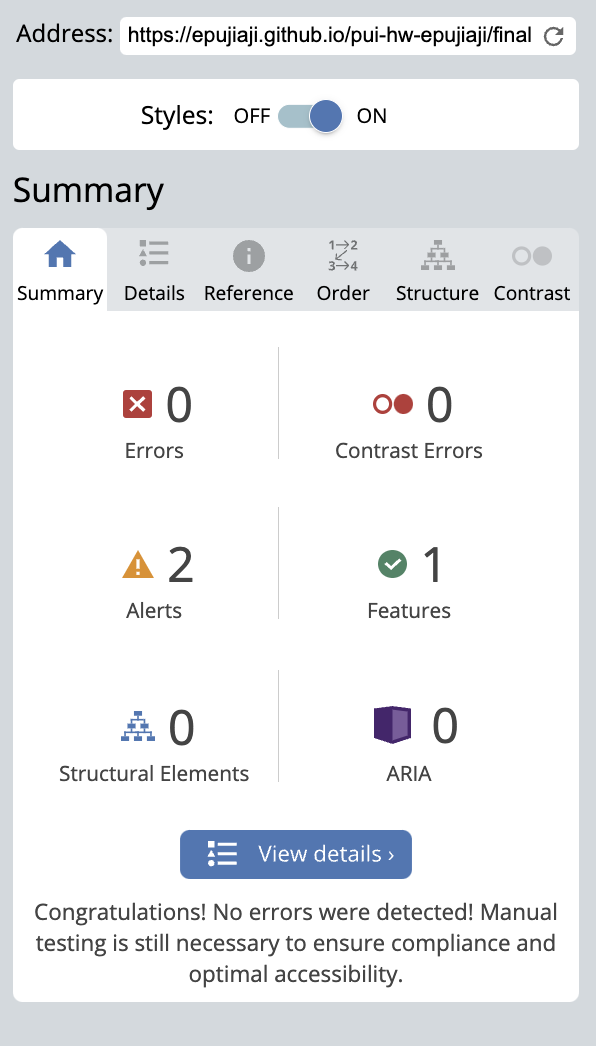 Address: https://epujiaji.github.io/pui-hw-epujiaji/final
Styles: OFF ON
Summary
1→2
3→4
Summary Details Reference Order Structure Contrast
0 0
Errors Contrast Errors
2 1
Alerts Features
0 0
Structural Elements ARIA
View details ›
Congratulations! No errors were detected! Manual
testing is still necessary to ensure compliance and
optimal accessibility.